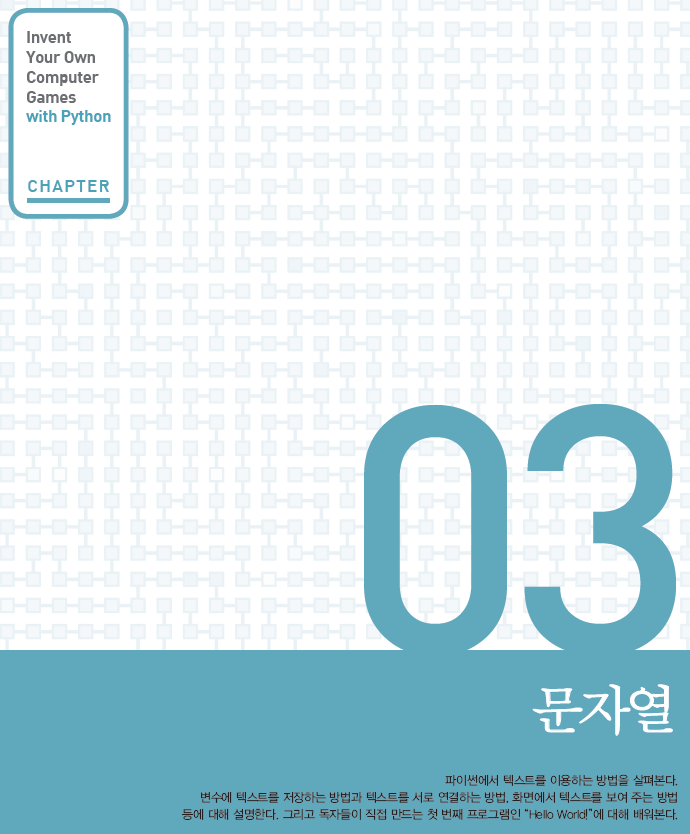 Invent
Your Own
Computer
Games
with Python
CHAPTER
03
문자열
파이썬에서 텍스트를 이용하는 방법을 살펴본다.
변수에 텍스트를 저장하는 방법과 텍스트를 서로 연결하는 방법, 화면에서 텍스트를 보여 주는 방법
등에 대해 설명한다. 그리고 독자들이 직접 만드는 첫 번째 프로그램인 “Hello World!”에 대해 배워본다.